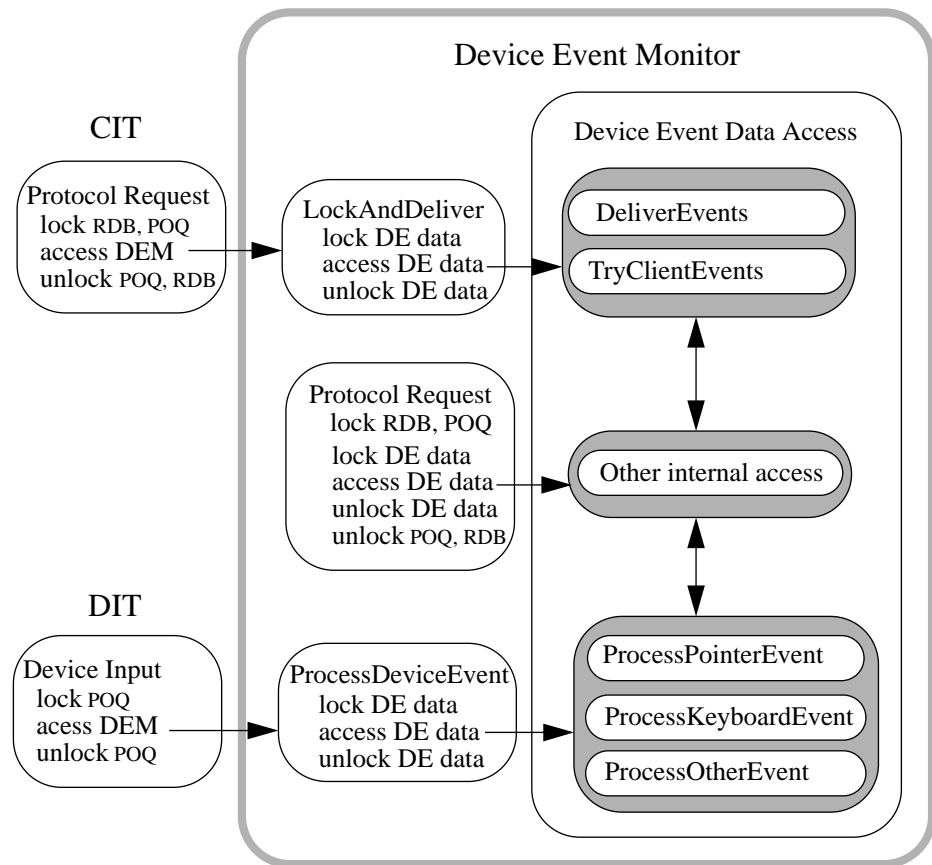 Device Event Monitor
CIT
Protocol Request
lock RDB, POQ
access DEM
unlock POQ, RDB
LockAndDeliver
lock DE data
access DE data
unlock DE data
Device Event Data Access
DeliverEvents
TryClientEvents
Protocol Request
lock RDB, POQ
lock DE data
access DE data
unlock DE data
unlock POQ, RDB
Other internal access
DIT
Device Input
lock POQ
acess DEM
unlock POQ
ProcessDeviceEvent
lock DE data
access DE data
unlock DE data
ProcessPointerEvent
ProcessKeyboardEvent
ProcessOtherEvent